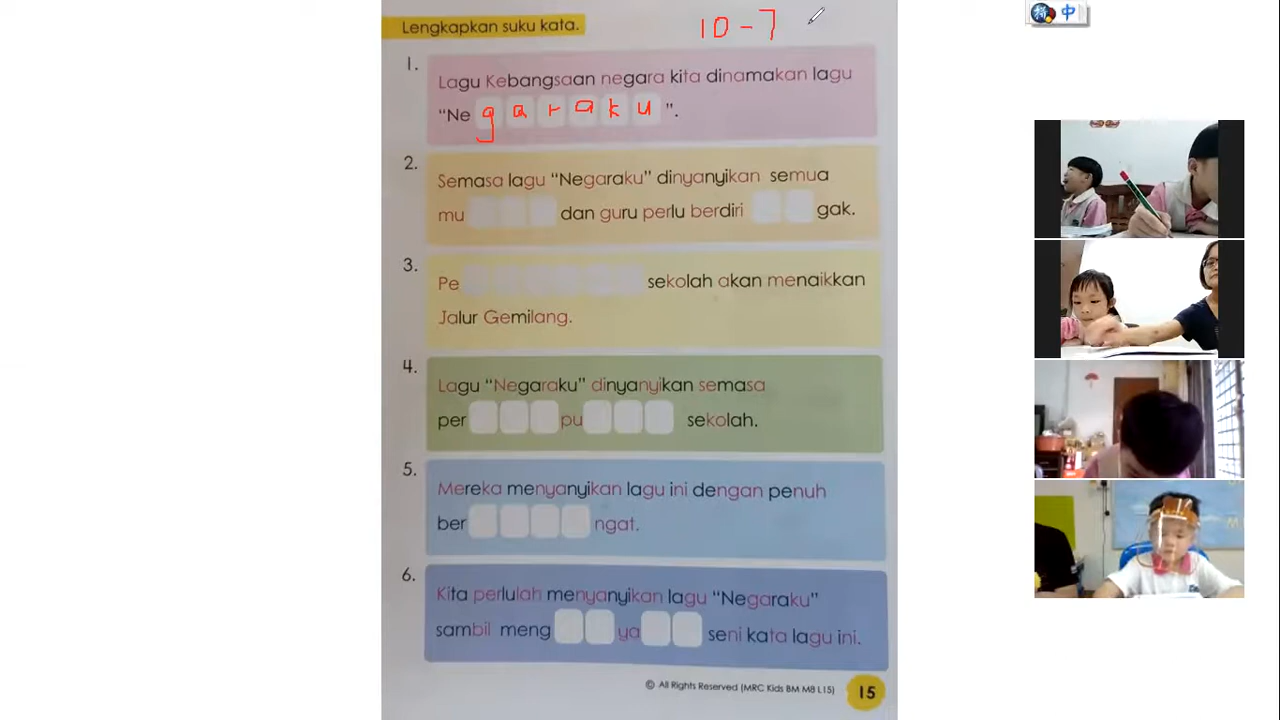 Lengkapkan suku kata.
10-7
特 中
1. Lagu Kebangsaan negara kita dinamakan lagu
"Ne g a r a k u ".
2. Semasa lagu "Negaraku" dinyanyikan semua
mu dan guru perlu berdiri gak.
3. Pe sekolah akan menaikkan
Jalur Gemilang.
4. Lagu "Negaraku" dinyanyikan semasa
per pu sekolah.
5. Mereka menyanyikan lagu ini dengan penuh
ber ngat.
6. Kita perlulah menyanyikan lagu "Negaraku"
sambil meng ya seni kata lagu ini.
© All Rights Reserved (MRC Kids BM M8 L15) 15